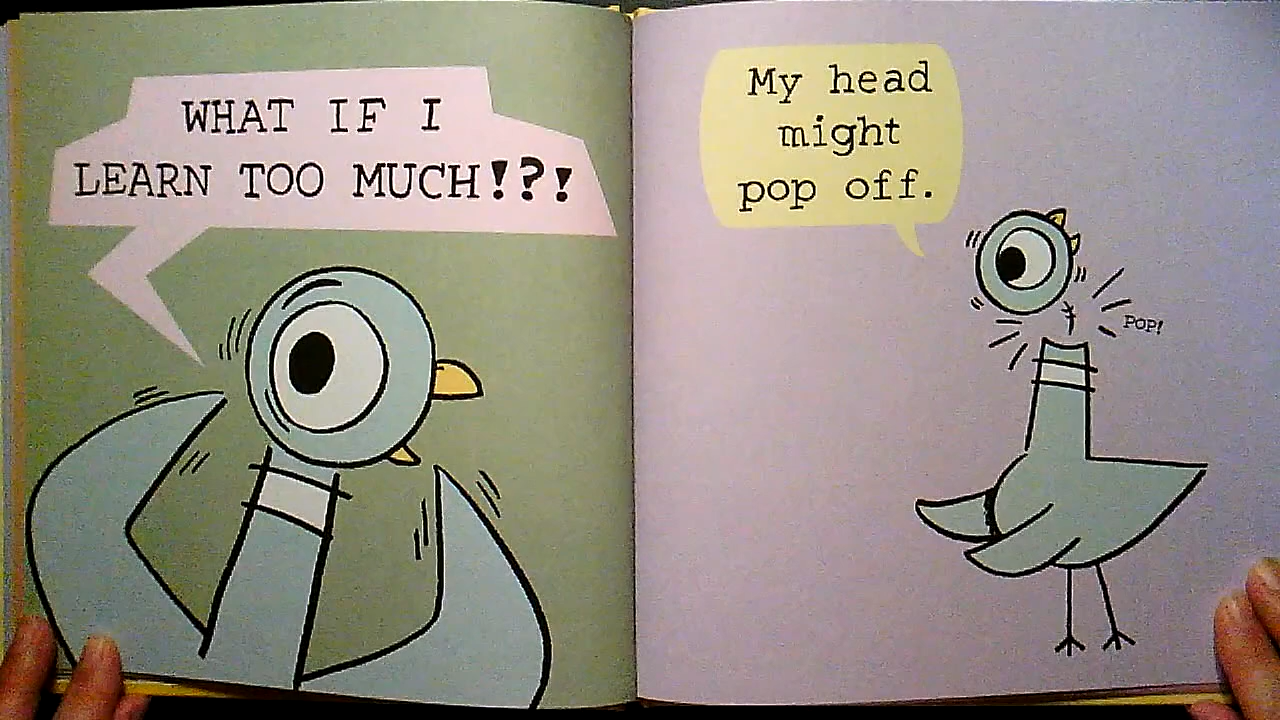 WHAT IF I
LEARN TOO MUCH!?!
My head
might
pop off.
POP!